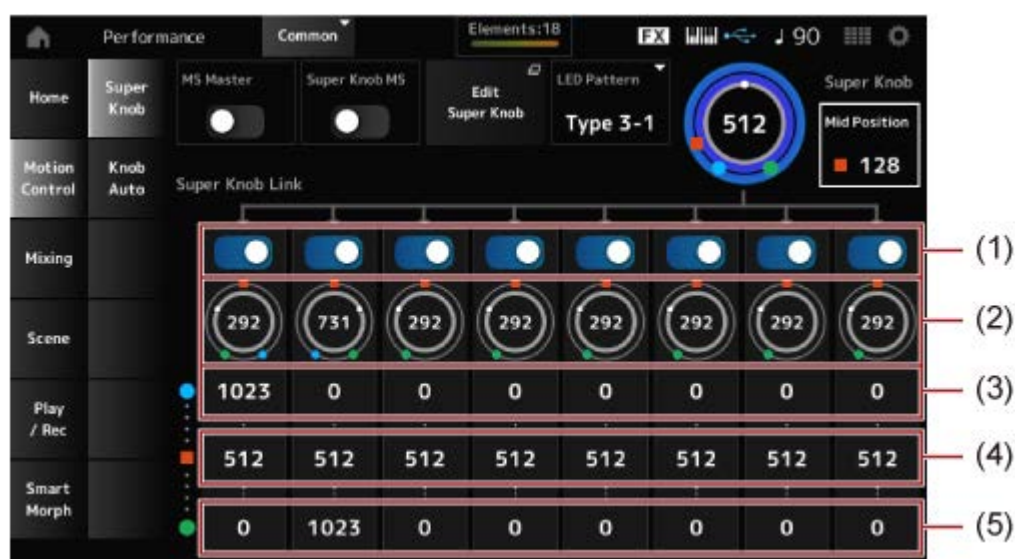 Performance
Common
Elements:18
FX
♩ 90
Home
Super
Knob
MS Master
Super Knob MS
Edit
Super Knob
LED Pattern
Type 3-1
512
Super Knob
Mid Position
128
Motion
Control
Knob
Auto
Super Knob Link
Mixing
(1)
Scene
292 731 292 292 292 292 292 292
(2)
Play
/ Rec
1023 0 0 0 0 0 0 0
(3)
512 512 512 512 512 512 512 512
(4)
Smart
Morph
0 1023 0 0 0 0 0 0
(5)